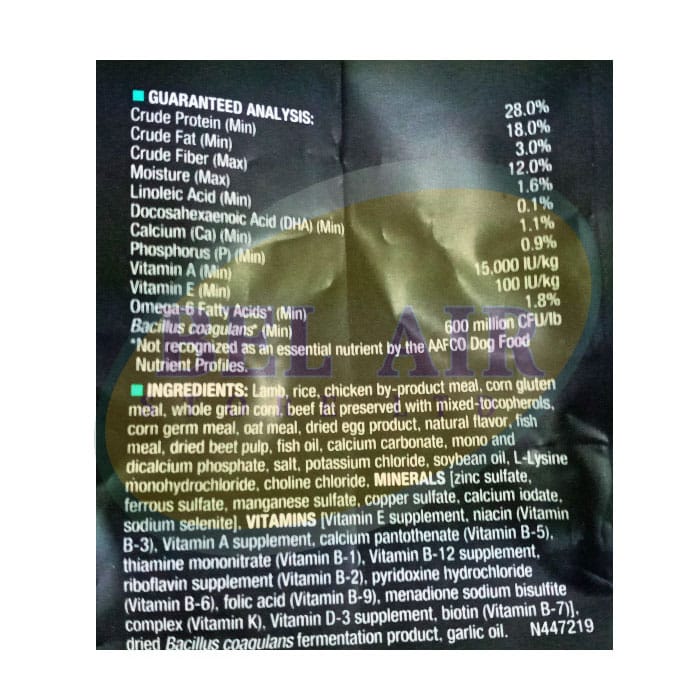 GUARANTEED ANALYSIS:
Crude Protein (Min) 28.0%
Crude Fat (Min) 18.0%
Crude Fiber (Max) 3.0%
Moisture (Max) 12.0%
Linoleic Acid (Min) 1.6%
Docosahexaenoic Acid (DHA) (Min) 0.1%
Calcium (Ca) (Min) 1.1%
Phosphorus (P) (Min) 0.9%
Vitamin A (Min) 15,000 IU/kg
Vitamin E (Min) 100 IU/kg
Omega-6 Fatty Acids* (Min) 1.8%
Bacillus coagulans* (Min) 600 million CFU/lb
*Not recognized as an essential nutrient by the AAFCO Dog Food
Nutrient Profiles.
INGREDIENTS: Lamb, rice, chicken by-product meal, corn gluten
meal, whole grain corn, beef fat preserved with mixed-tocopherols,
corn germ meal, oat meal, dried egg product, natural flavor, fish
meal, dried beet pulp, fish oil, calcium carbonate, mono and
dicalcium phosphate, salt, potassium chloride, soybean oil, L-Lysine
monohydrochloride, choline chloride, MINERALS [zinc sulfate,
ferrous sulfate, manganese sulfate, copper sulfate, calcium iodate,
sodium selenite], VITAMINS [Vitamin E supplement, niacin (Vitamin
B-3), Vitamin A supplement, calcium pantothenate (Vitamin B-5),
thiamine mononitrate (Vitamin B-1), Vitamin B-12 supplement,
riboflavin supplement (Vitamin B-2), pyridoxine hydrochloride
(Vitamin B-6), folic acid (Vitamin B-9), menadione sodium bisulfite
complex (Vitamin K), Vitamin D-3 supplement, biotin (Vitamin B-7)],
dried Bacillus coagulans fermentation product, garlic oil. N447219
BEL AIR